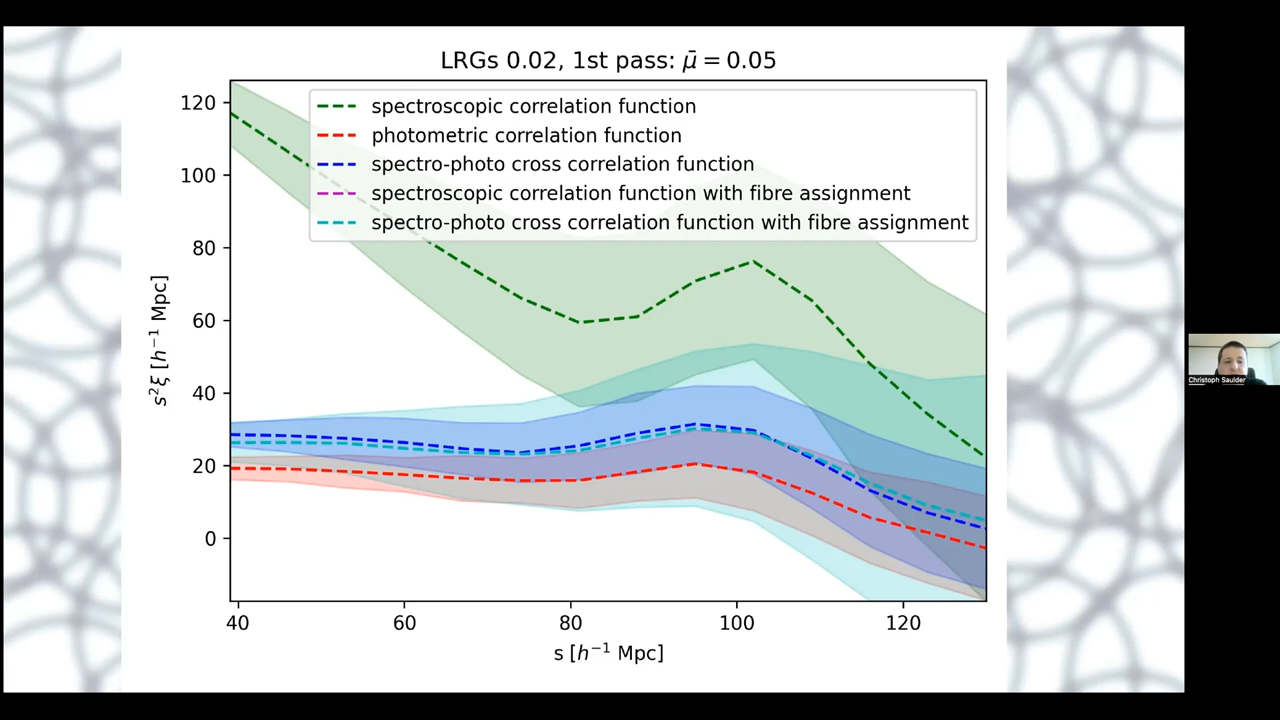 LRGs 0.02, 1st pass: μ̄ = 0.05
spectroscopic correlation function
photometric correlation function
spectro-photo cross correlation function
spectroscopic correlation function with fibre assignment
spectro-photo cross correlation function with fibre assignment
s²ξ [h⁻¹ Mpc]
120
100
80
60
40
20
0
40 60 80 100 120
s [h⁻¹ Mpc]
Christoph Saulder